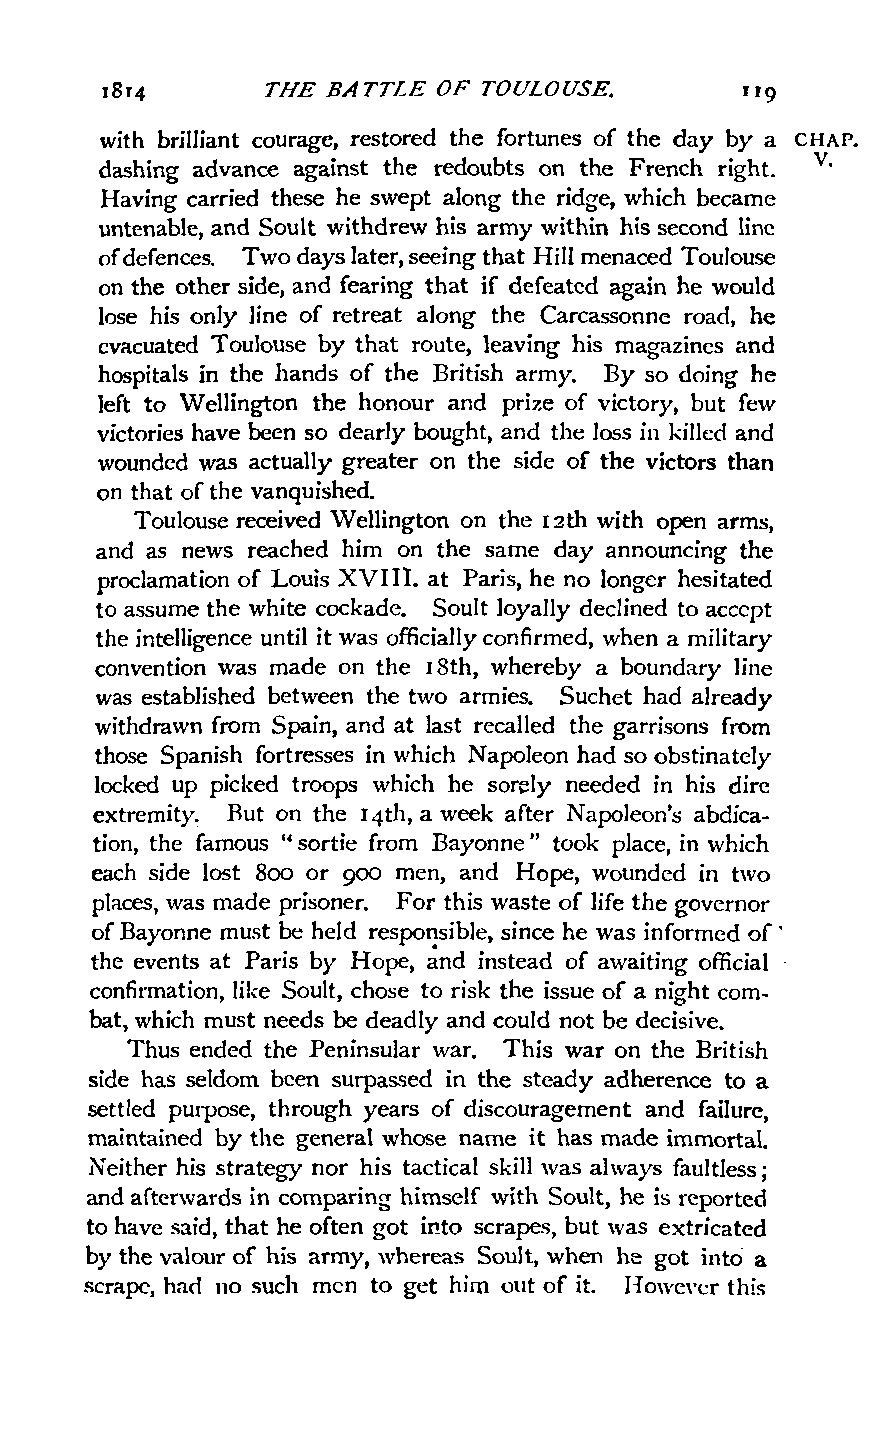 1814 THE BATTLE OF TOULOUSE. 119
with brilliant courage, restored the fortunes of the day by a CHAP.
dashing advance against the redoubts on the French right. V.
Having carried these he swept along the ridge, which became
untenable, and Soult withdrew his army within his second line
of defences. Two days later, seeing that Hill menaced Toulouse
on the other side, and fearing that if defeated again he would
lose his only line of retreat along the Carcassonne road, he
evacuated Toulouse by that route, leaving his magazines and
hospitals in the hands of the British army. By so doing he
left to Wellington the honour and prize of victory, but few
victories have been so dearly bought, and the loss in killed and
wounded was actually greater on the side of the victors than
on that of the vanquished.
Toulouse received Wellington on the 12th with open arms,
and as news reached him on the same day announcing the
proclamation of Louis XVIII. at Paris, he no longer hesitated
to assume the white cockade. Soult loyally declined to accept
the intelligence until it was officially confirmed, when a military
convention was made on the 18th, whereby a boundary line
was established between the two armies. Suchet had already
withdrawn from Spain, and at last recalled the garrisons from
those Spanish fortresses in which Napoleon had so obstinately
locked up picked troops which he sorely needed in his dire
extremity. But on the 14th, a week after Napoleon's abdica-
tion, the famous "sortie from Bayonne" took place, in which
each side lost 800 or 900 men, and Hope, wounded in two
places, was made prisoner. For this waste of life the governor
of Bayonne must be held responsible, since he was informed of
the events at Paris by Hope, and instead of awaiting official
confirmation, like Soult, chose to risk the issue of a night com-
bat, which must needs be deadly and could not be decisive.
Thus ended the Peninsular war. This war on the British
side has seldom been surpassed in the steady adherence to a
settled purpose, through years of discouragement and failure,
maintained by the general whose name it has made immortal.
Neither his strategy nor his tactical skill was always faultless;
and afterwards in comparing himself with Soult, he is reported
to have said, that he often got into scrapes, but was extricated
by the valour of his army, whereas Soult, when he got into a
scrape, had no such men to get him out of it. However this